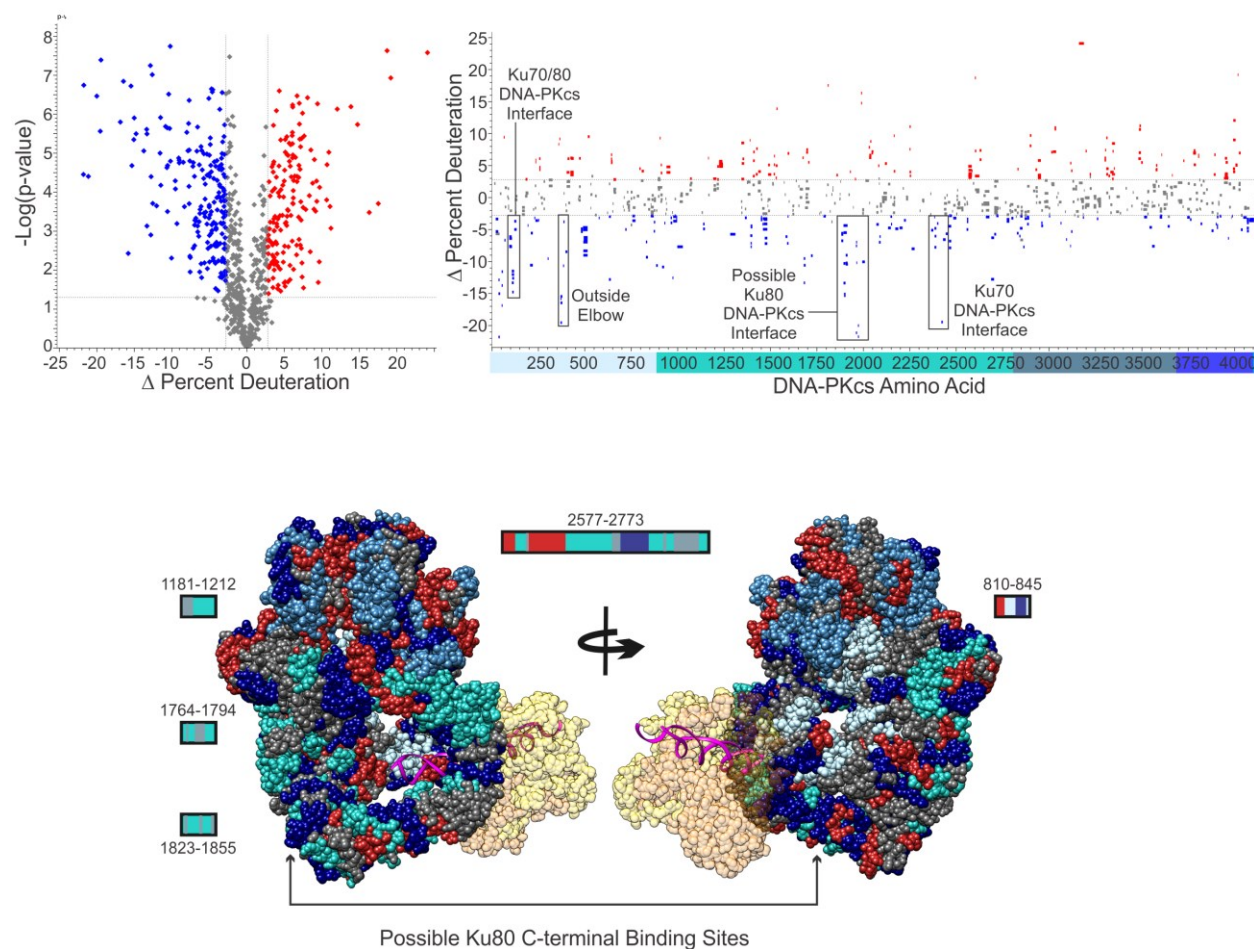 8
7
6
5
4
3
2
1
0
-Log(p-value)
-25
-20
-15
-10
-5
0
5
10
15
20
Δ Percent Deuteration
25
20
15
10
5
0
-5
-10
-15
-20
Δ Percent Deuteration
Ku70/80
DNA-PKcs
Interface
Outside
Elbow
Possible
Ku80
DNA-PKcs
Interface
Ku70
DNA-PKcs
Interface
250 500 750 1000 1250 1500 1750 2000 2250 2500 2750 3000 3250 3500 3750 4000
DNA-PKcs Amino Acid
2577-2773
1181-1212
810-845
1764-1794
1823-1855
Possible Ku80 C-terminal Binding Sites